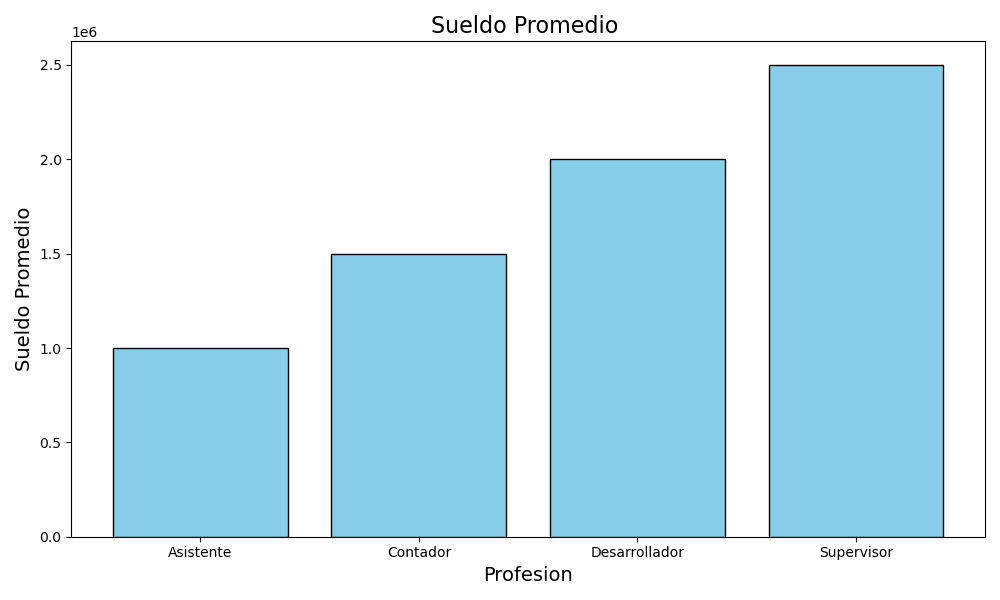 Sueldo Promedio
1e6
2.5
2.0
1.5
1.0
0.5
0.0
Sueldo Promedio
Asistente Contador Desarrollador Supervisor
Profesion